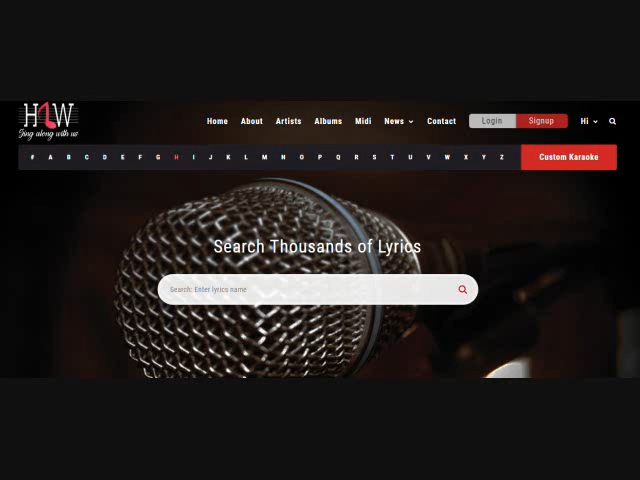 HLW
Sing along with us
Home About Artists Albums Midi News Contact Login Signup Hi
# A B C D E F G H I J K L M N O P Q R S T U V W X Y Z Custom Karaoke
Search Thousands of Lyrics
Search: Enter lyrics name